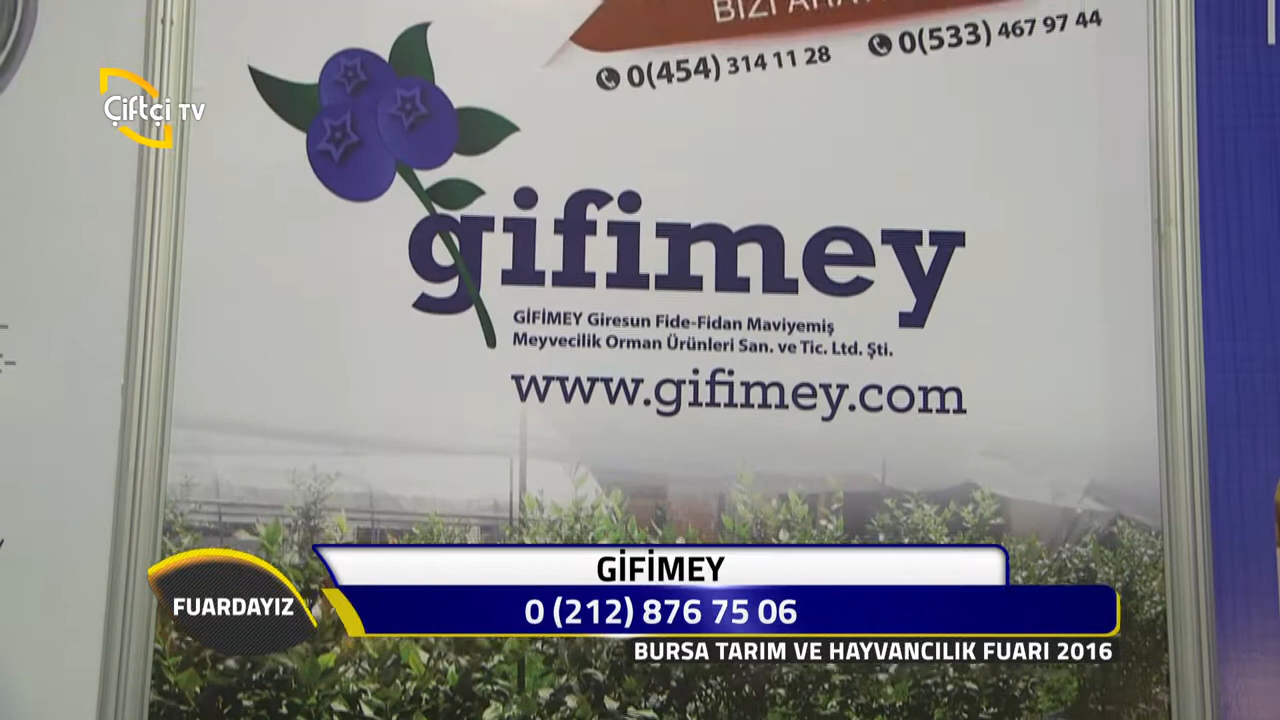 BİZİ
0(454) 314 11 28
0(533) 467 97 44
Çiftçi TV
gifimey
GİFİMEY Giresun Fide-Fidan Maviyemiş
Meyvecilik Orman Ürünleri San. ve Tic. Ltd. Şti.
www.gifimey.com
GİFİMEY
FUARDAYIZ
0 (212) 876 75 06
BURSA TARIM VE HAYVANCILIK FUARI 2016